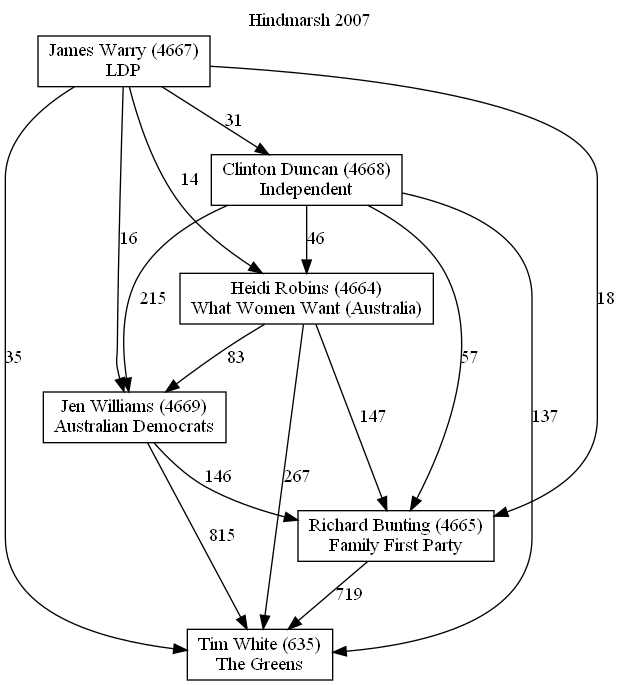 Hindmarsh 2007
James Warry (4667)
LDP
31
Clinton Duncan (4668)
Independent
14
16
46
215
Heidi Robins (4664)
What Women Want (Australia)
18
35
83
57
Jen Williams (4669)
Australian Democrats
147
137
146
267
815
Richard Bunting (4665)
Family First Party
719
Tim White (635)
The Greens